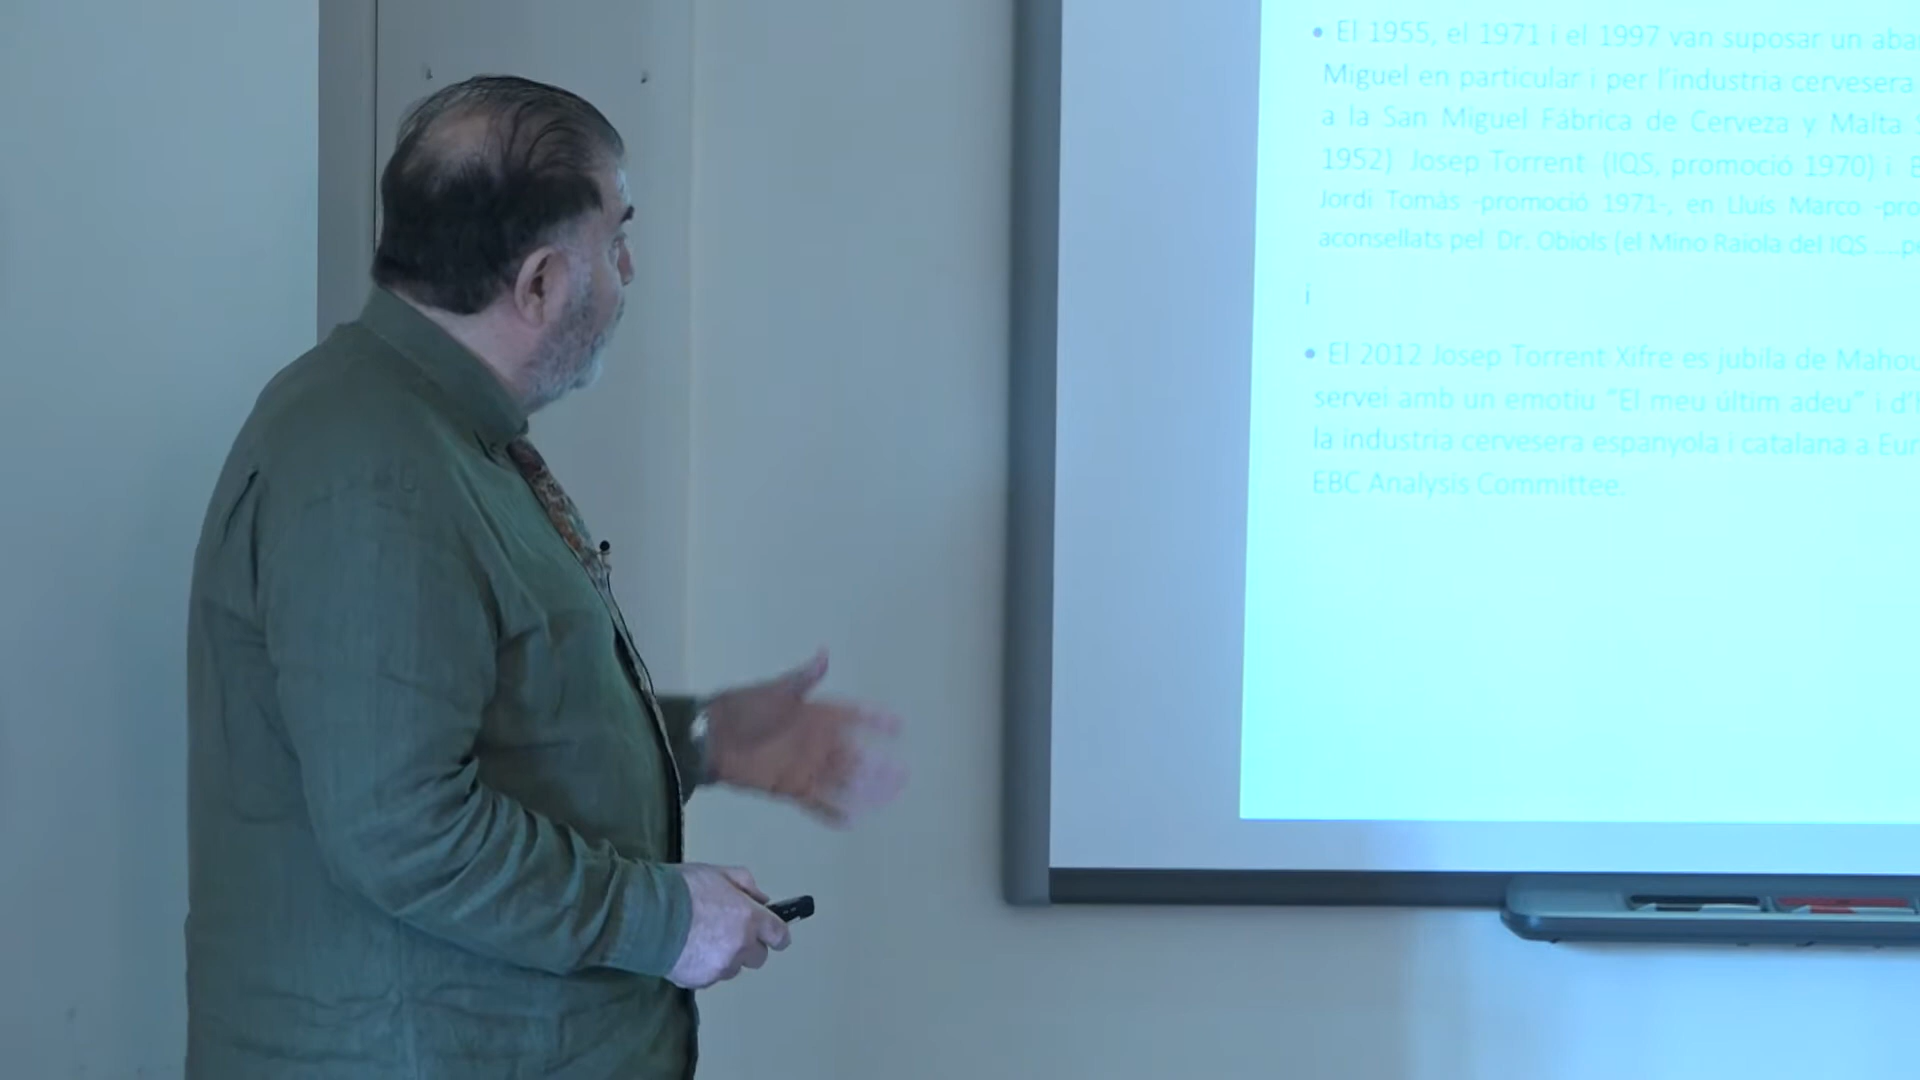 • El 1955, el 1971 i el 1997 van suposar un aba
Miguel en particular i per l'industria cervesera
a la San Miguel Fábrica de Cerveza y Malta
1952) Josep Torrent (IQS, promoció 1970) i
Jordi Tomàs -promoció 1971-, en Lluís Marco -pro
aconsellats pel Dr. Obiols (el Mino Raiola del IQS ....p
i
• El 2012 Josep Torrent Xifre es jubila de Mahou
servei amb un emotiu "El meu últim adeu" i d'
la industria cervesera espanyola i catalana a Eur
EBC Analysis Committee.